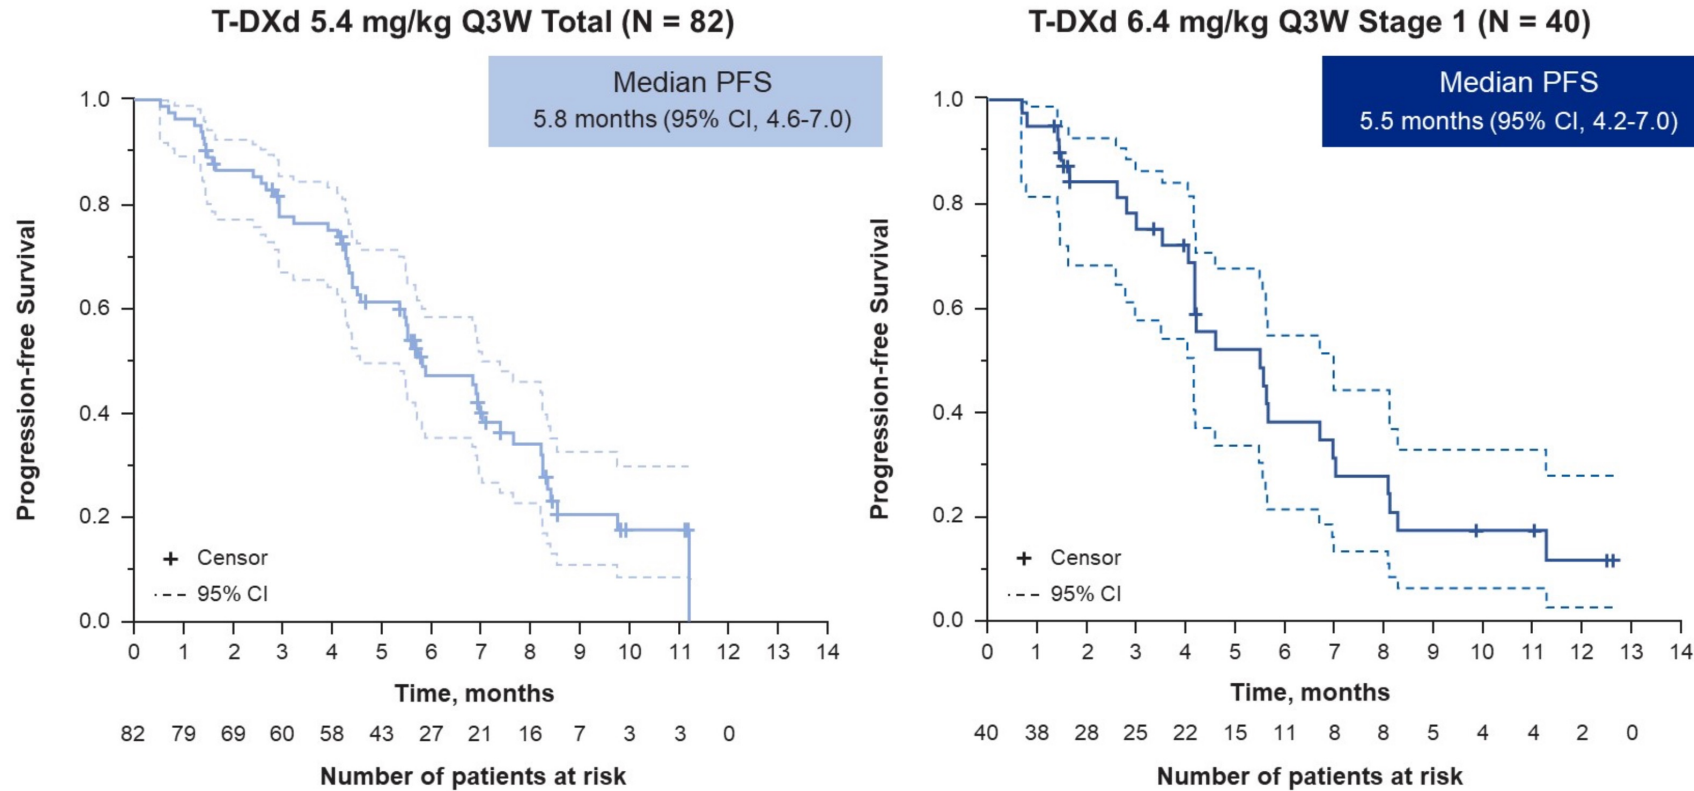 T-DXd 5.4 mg/kg Q3W Total (N = 82)
Median PFS
5.8 months (95% CI, 4.6-7.0)
Progression-free Survival
1.0
0.8
0.6
0.4
0.2
0.0
Censor
95% CI
0 1 2 3 4 5 6 7 8 9 10 11 12 13 14
Time, months
82 79 69 60 58 43 27 21 16 7 3 3 0
Number of patients at risk
T-DXd 6.4 mg/kg Q3W Stage 1 (N = 40)
Median PFS
5.5 months (95% CI, 4.2-7.0)
Progression-free Survival
1.0
0.8
0.6
0.4
0.2
0.0
Censor
95% CI
0 1 2 3 4 5 6 7 8 9 10 11 12 13 14
Time, months
40 38 28 25 22 15 11 8 8 5 4 4 2 0
Number of patients at risk